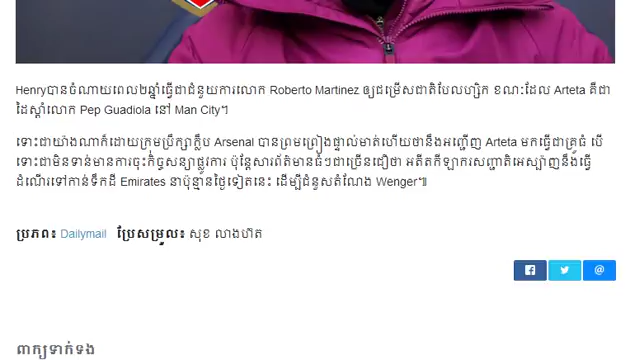 Henryបានចំណាយពេល២ឆ្នាំធ្វើជាជំនួយការលោក Roberto Martinez ឲ្យជម្រើសជាតិបែលហ្សិក ខណៈដែល Arteta គឺជា
ដៃស្តាំលោក Pep Guadiola នៅ Man City។
ទោះជាយ៉ាងណាក៏ដោយក្រុមប្រឹក្សាក្លឹប Arsenal បានព្រមព្រៀងផ្ទាល់មាត់ហើយថានឹងអញ្ជើញ Arteta មកធ្វើជាគ្រូធំ បើ
ទោះជាមិនទាន់មានការចុះកិច្ចសន្យាផ្លូវការ ប៉ុន្តែសារព័ត៌មានធំៗជាច្រើនជឿថា អតីតកីឡាករសញ្ជាតិអេស្ប៉ាញនឹងធ្វើ
ដំណើរទៅកាន់ទឹកដី Emirates នាប៉ុន្មានថ្ងៃទៀតនេះ ដើម្បីជំនួសតំណែង Wenger៕
ប្រភព៖ Dailymail ប្រែសម្រួល៖ សុខ លាងហ៊ត
ពាក្យទាក់ទង